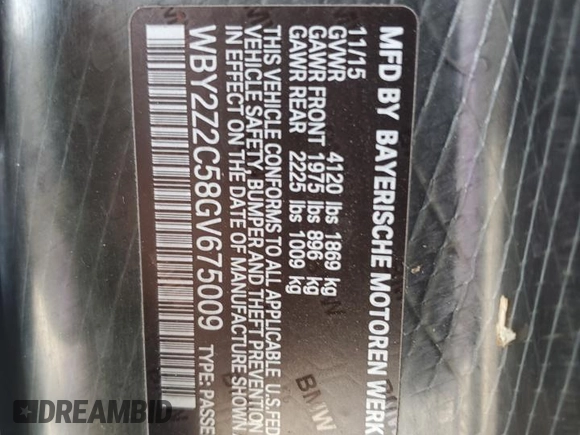 MFD BY BAYERISCHE MOTOREN WERK
11/15
GVWR 4120 lbs 1869 kg
GAWR FRONT 1975 lbs 896 kg
GAWR REAR 2225 lbs 1009 kg
THIS VEHICLE CONFORMS TO ALL APPLICABLE U.S.FED
VEHICLE SAFETY, BUMPER AND THEFT PREVENTION
IN EFFECT ON THE DATE OF MANUFACTURE SHOWN
WBY2Z2C58GV675009 TYPE:PASSE
BMW
BMW
DREAMBID